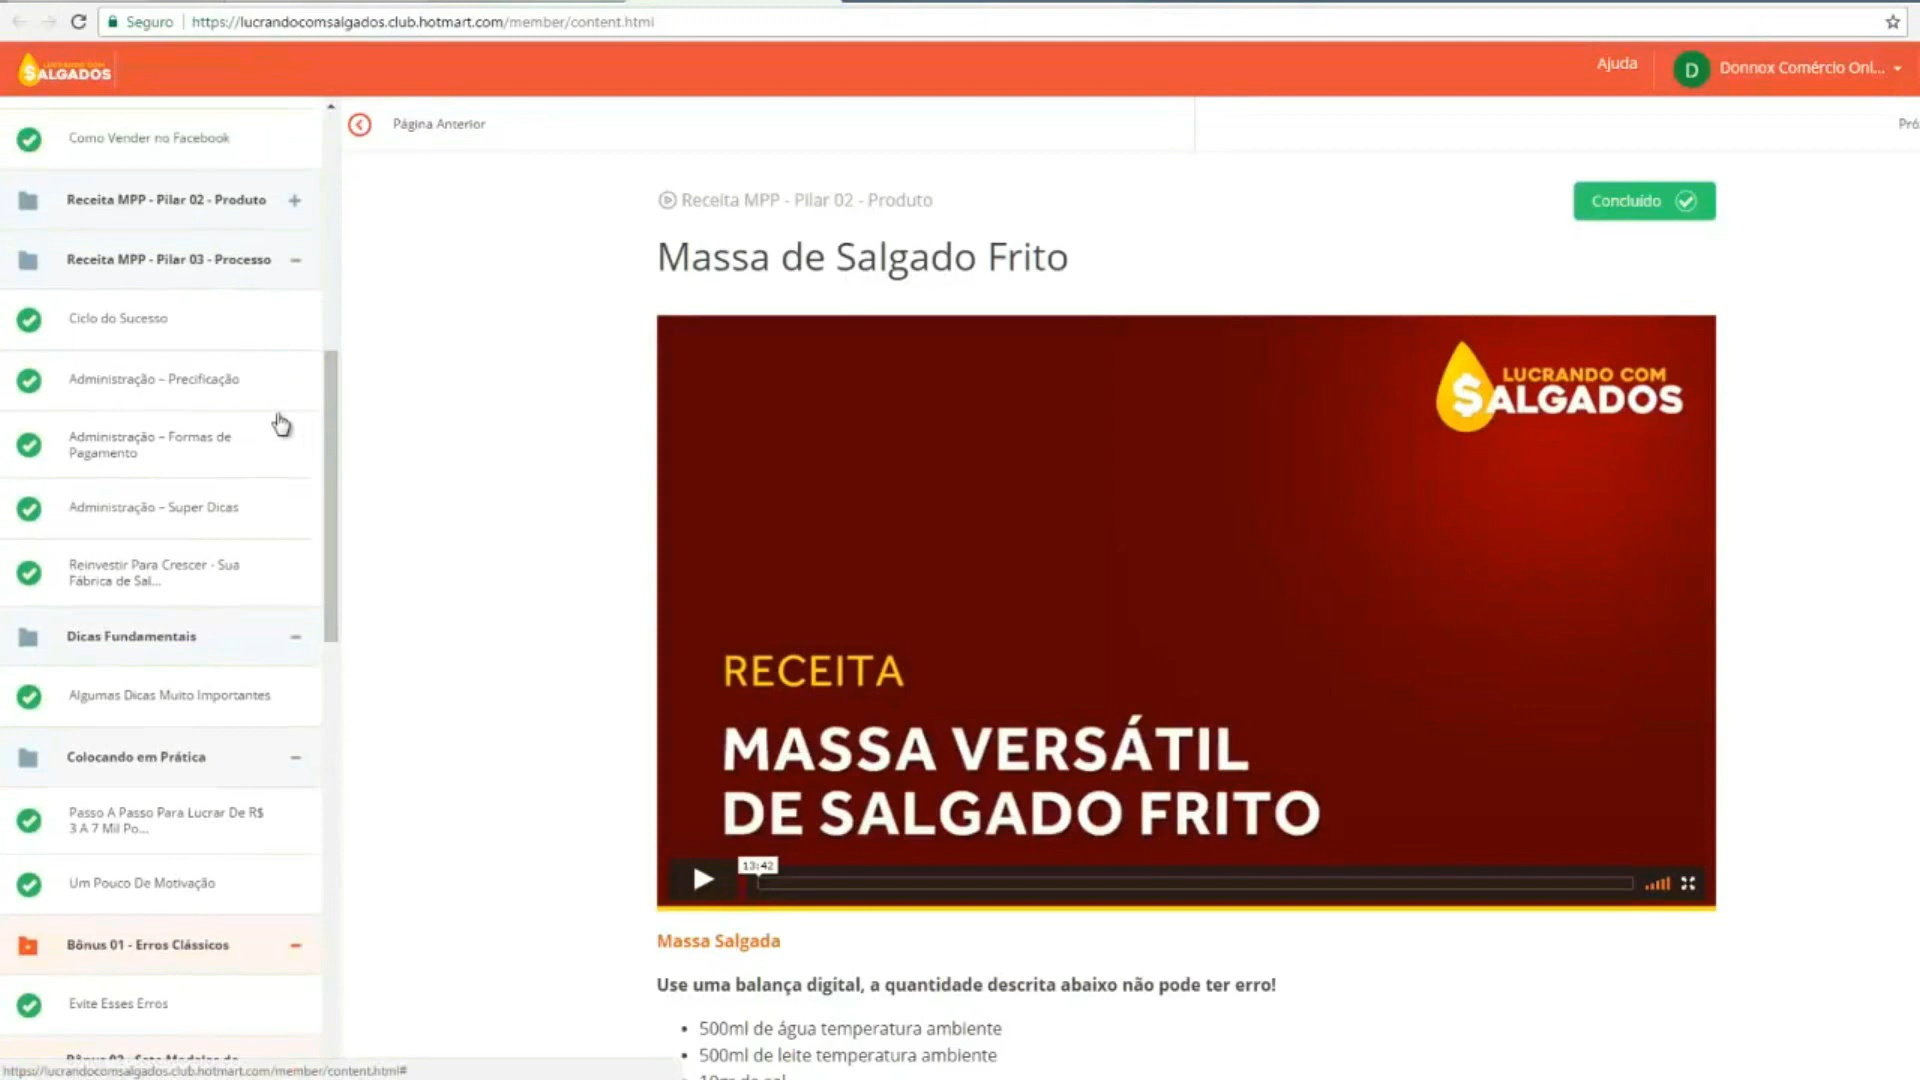 Seguro
https://lucrandocomsalgados.club.hotmart.com/member/content.html
LUCRANDO COM
SALGADOS
Ajuda
D
Donnox Comércio Onl...
Como Vender no Facebook
Receita MPP - Pilar 02 - Produto
Receita MPP - Pilar 03 - Processo
Ciclo do Sucesso
Administração – Precificação
Administração – Formas de
Pagamento
Administração – Super Dicas
Reinvestir Para Crescer - Sua
Fábrica de Sal...
Dicas Fundamentais
Algumas Dicas Muito Importantes
Colocando em Prática
Passo A Passo Para Lucrar De R$
3 A 7 Mil Po...
Um Pouco De Motivação
Bônus 01 - Erros Clássicos
Evite Esses Erros
https://lucrandocomsalgados.club.hotmart.com/member/content.html#
Página Anterior
Pró
Receita MPP - Pilar 02 - Produto
Concluído
Massa de Salgado Frito
LUCRANDO COM
$ALGADOS
RECEITA
MASSA VERSÁTIL
DE SALGADO FRITO
13:42
Massa Salgada
Use uma balança digital, a quantidade descrita abaixo não pode ter erro!
• 500ml de água temperatura ambiente
• 500ml de leite temperatura ambiente